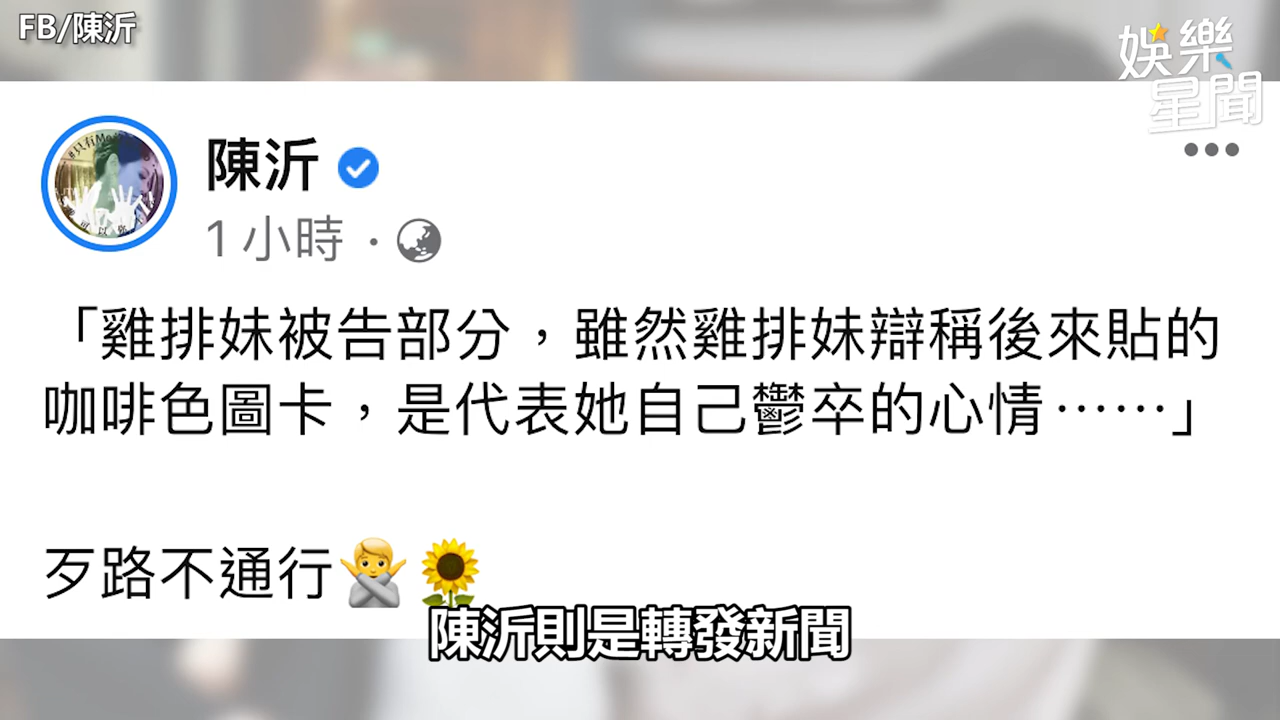 FB/陳沂
娛樂
星聞
陳沂
1 小時 ·
「雞排妹被告部分，雖然雞排妹辯稱後來貼的
咖啡色圖卡，是代表她自己鬱卒的心情⋯⋯」
歹路不通行🙅🌻
陳沂則是轉發新聞